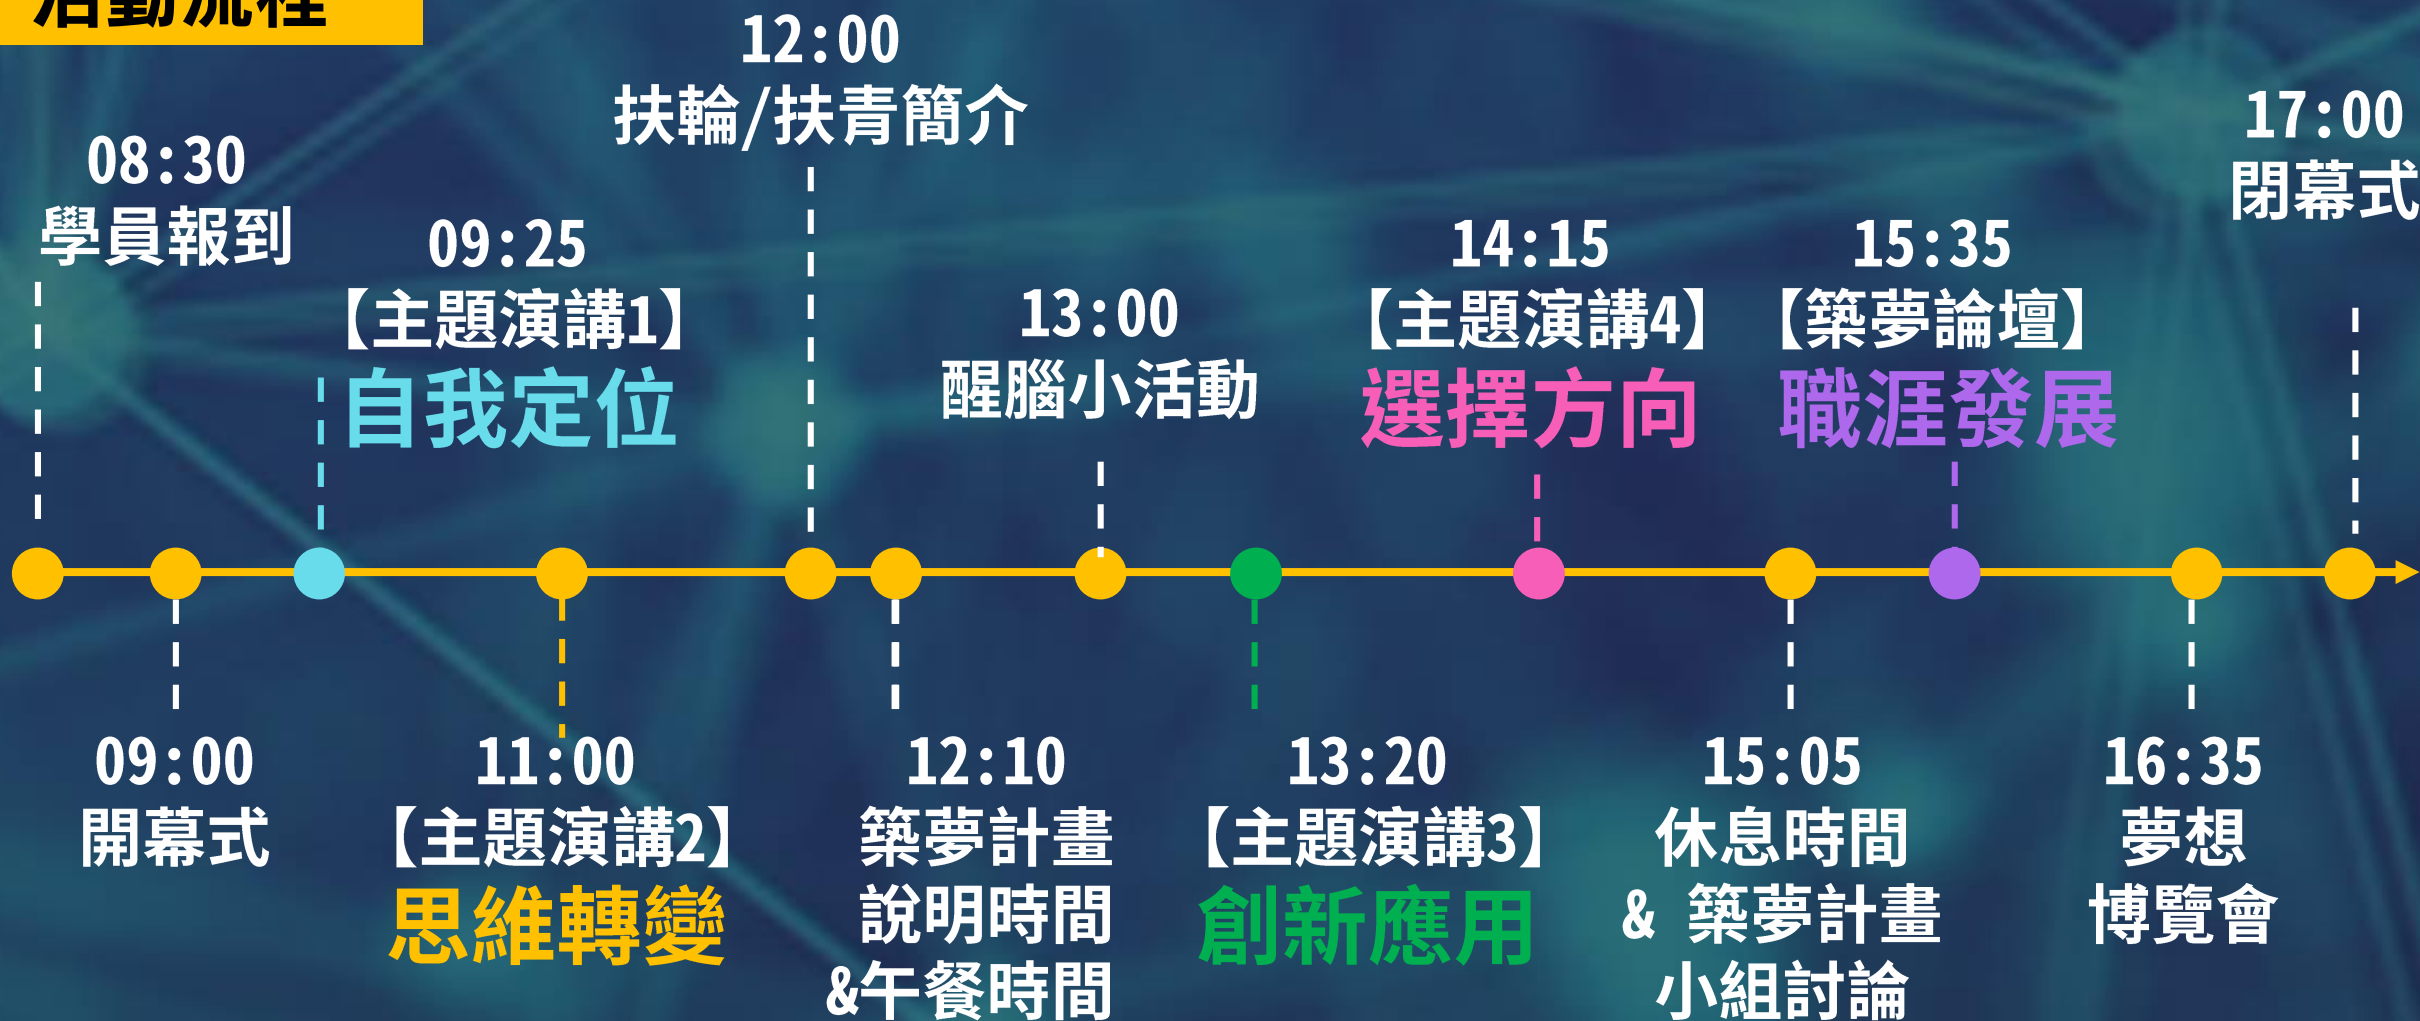 活動流程
08:30
學員報到
09:00
開幕式
09:25
【主題演講1】
自我定位
11:00
【主題演講2】
思維轉變
12:00
扶輪/扶青簡介
12:10
築夢計畫
說明時間
&午餐時間
13:00
醒腦小活動
13:20
【主題演講3】
創新應用
14:15
【主題演講4】
選擇方向
15:05
休息時間
& 築夢計畫
小組討論
15:35
【築夢論壇】
職涯發展
16:35
夢想
博覽會
17:00
閉幕式